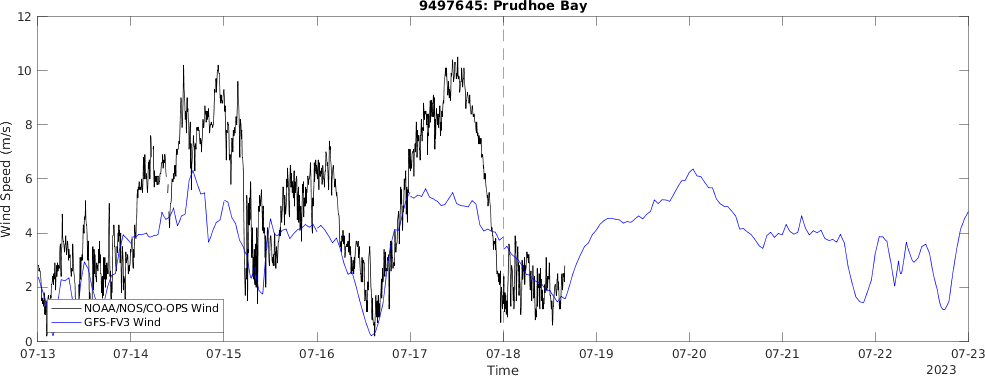 9497645: Prudhoe Bay
Wind Speed (m/s)
12
10
8
6
4
2
0
NOAA/NOS/CO-OPS Wind
GFS-FV3 Wind
07-13 07-14 07-15 07-16 07-17 07-18 07-19 07-20 07-21 07-22 07-23
Time
2023